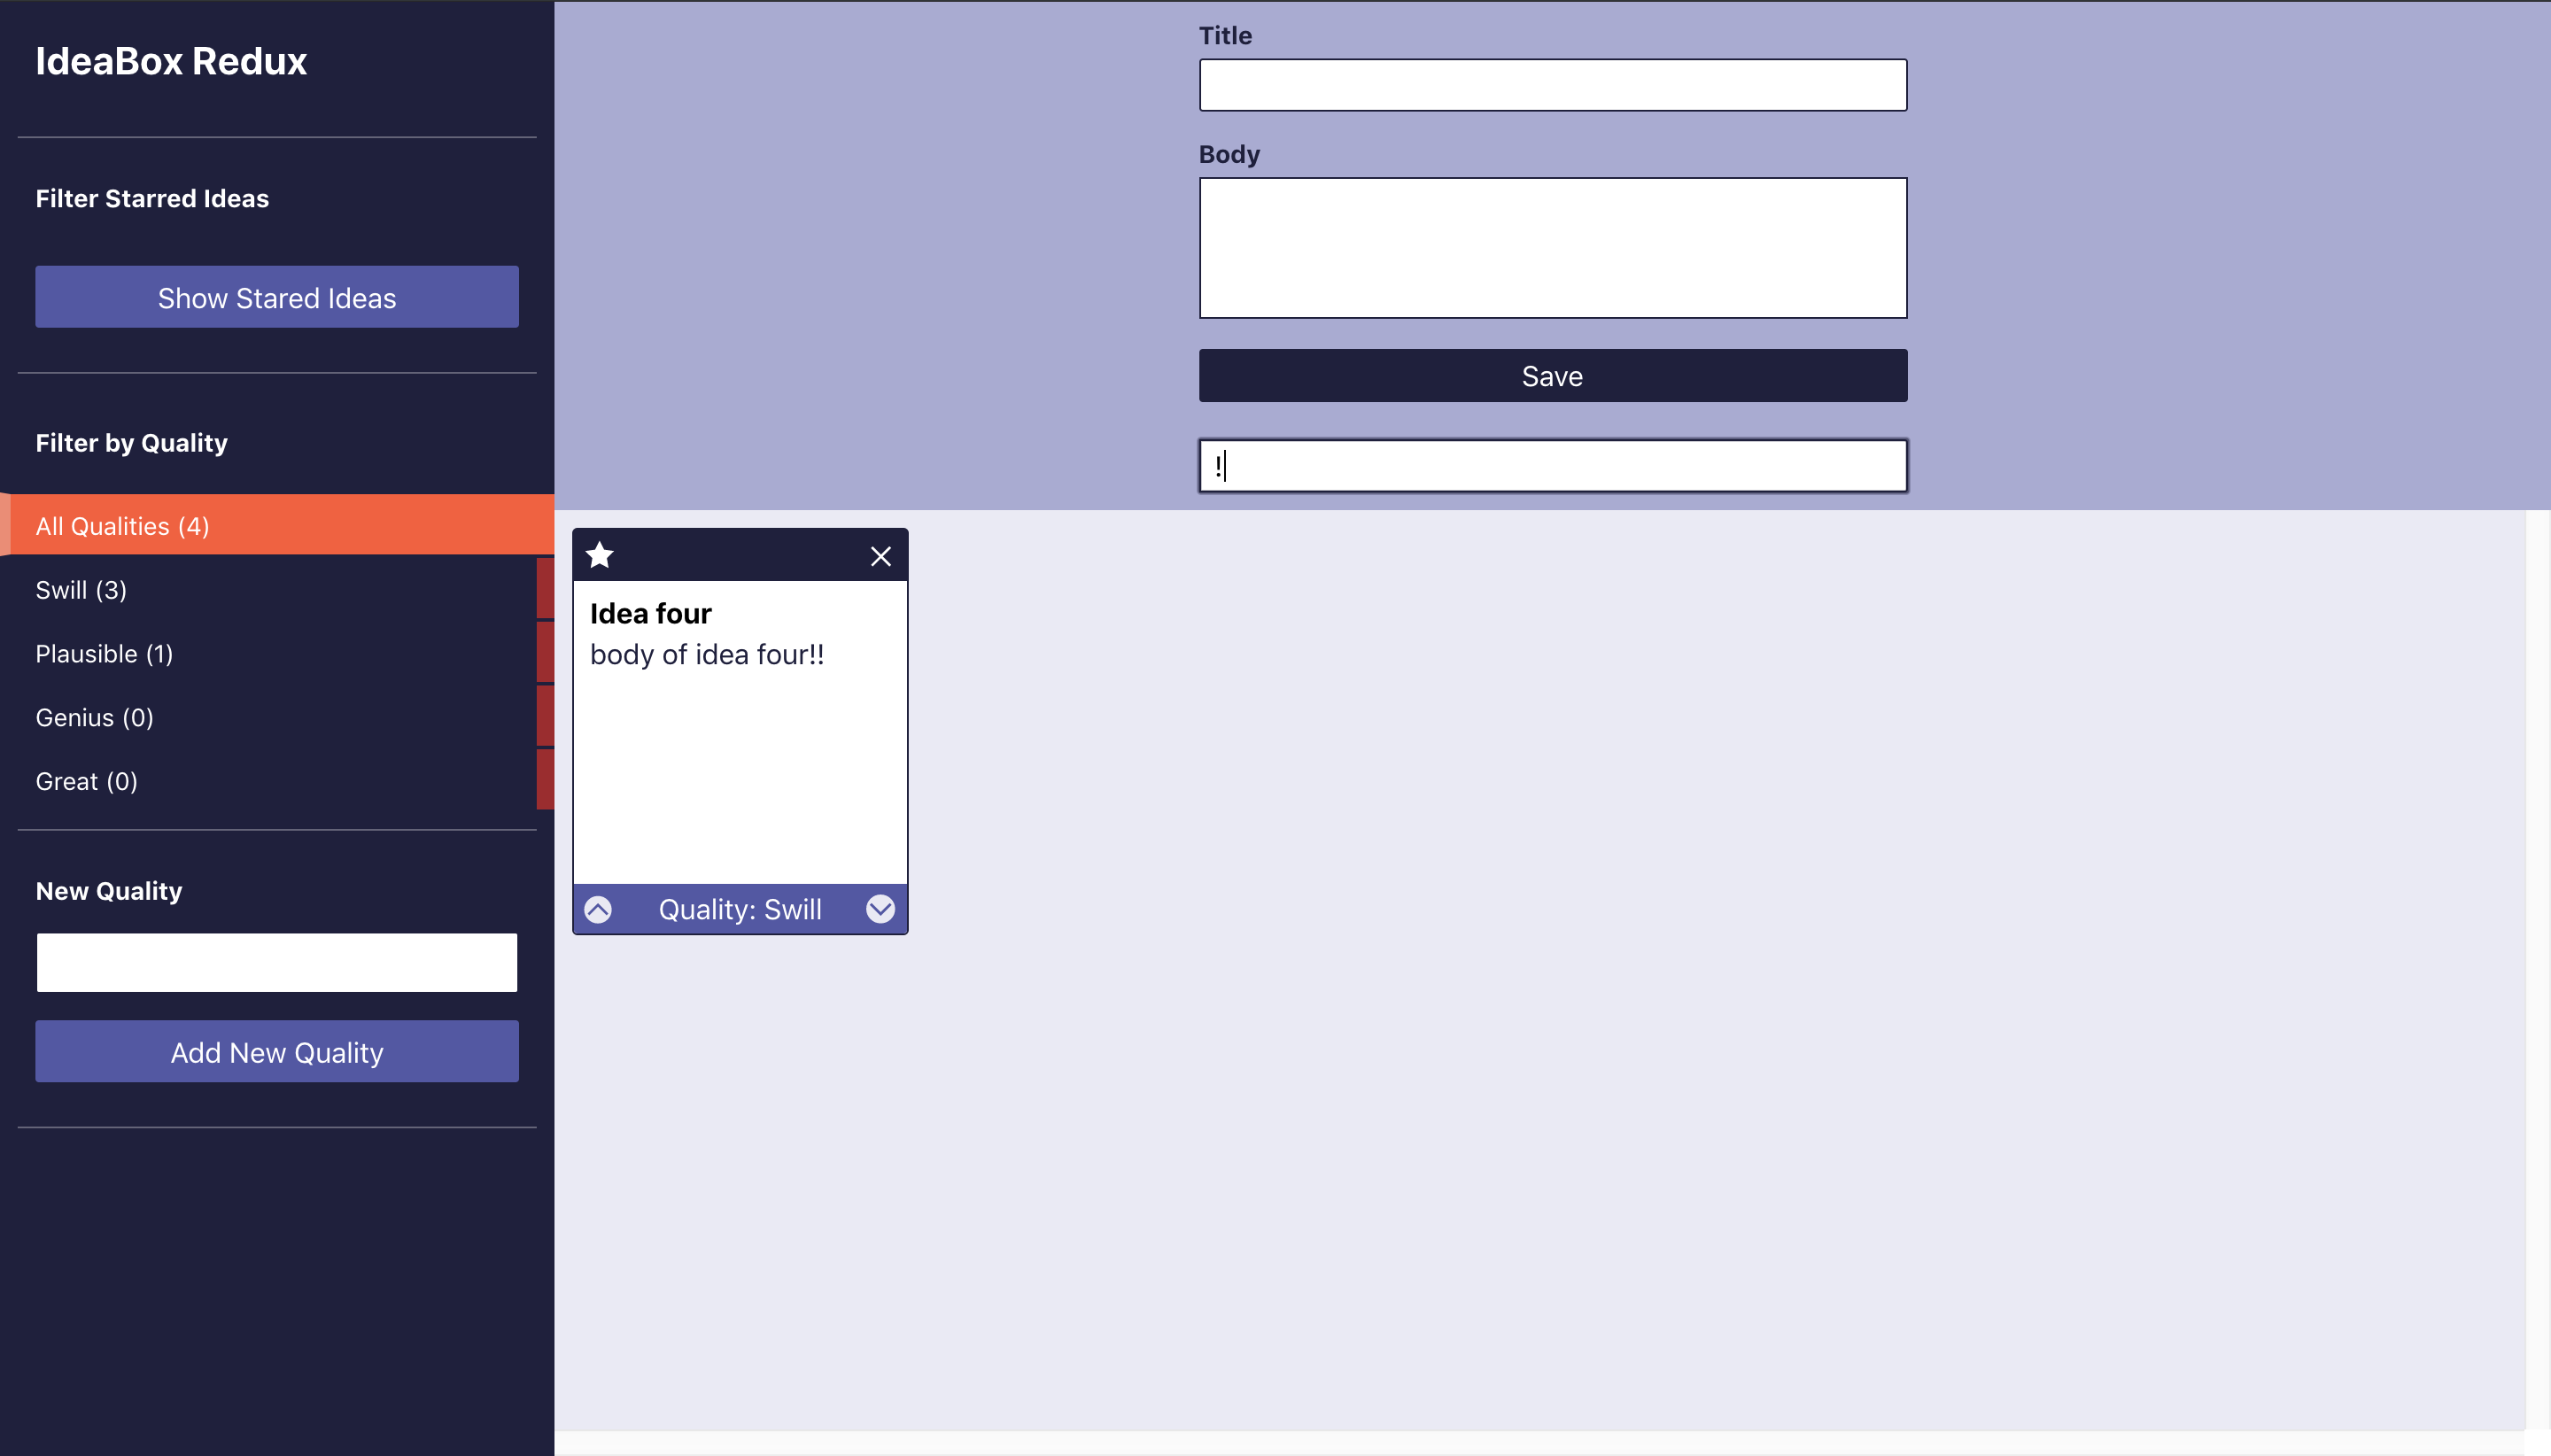 IdeaBox Redux
Filter Starred Ideas
Show Stared Ideas
Filter by Quality
All Qualities (4)
Swill (3)
Plausible (1)
Genius (0)
Great (0)
New Quality
Add New Quality
Title
Body
Save
!
Idea four
body of idea four!!
Quality: Swill